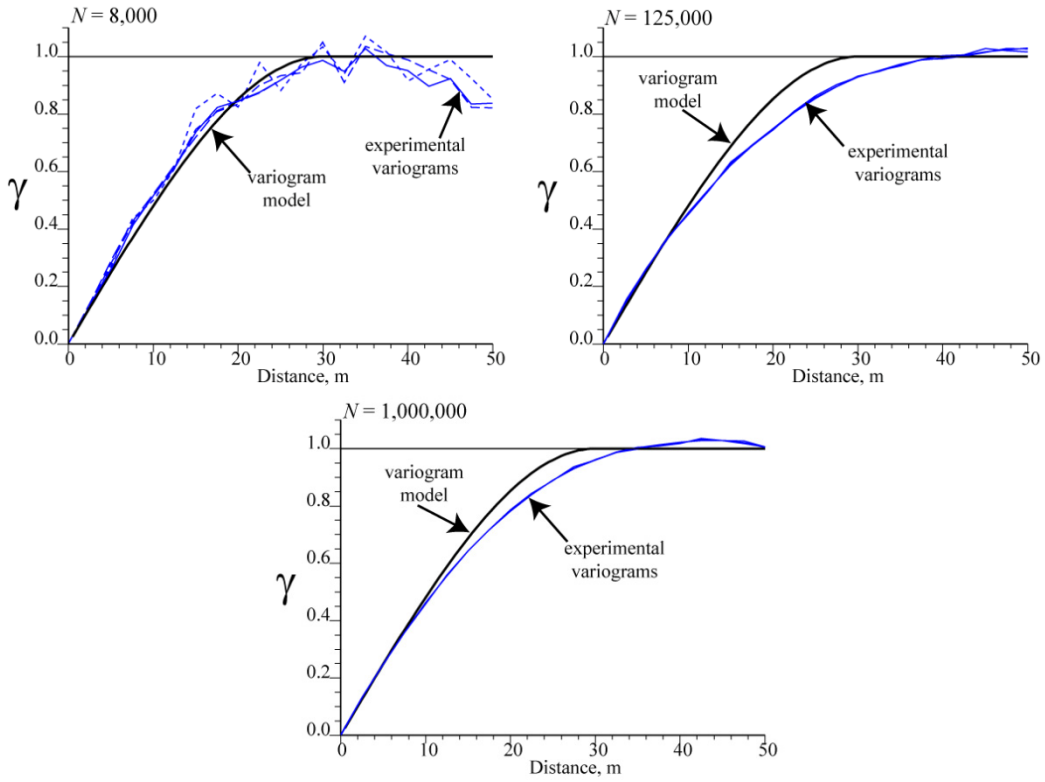 N = 8,000
1.0
0.8
0.6
0.4
0.2
0.0
γ
variogram
model
experimental
variograms
0
10
20
30
40
50
Distance, m
N = 125,000
1.0
0.8
0.6
0.4
0.2
0.0
γ
variogram
model
experimental
variograms
0
10
20
30
40
50
Distance, m
N = 1,000,000
1.0
0.8
0.6
0.4
0.2
0.0
γ
variogram
model
experimental
variograms
0
10
20
30
40
50
Distance, m